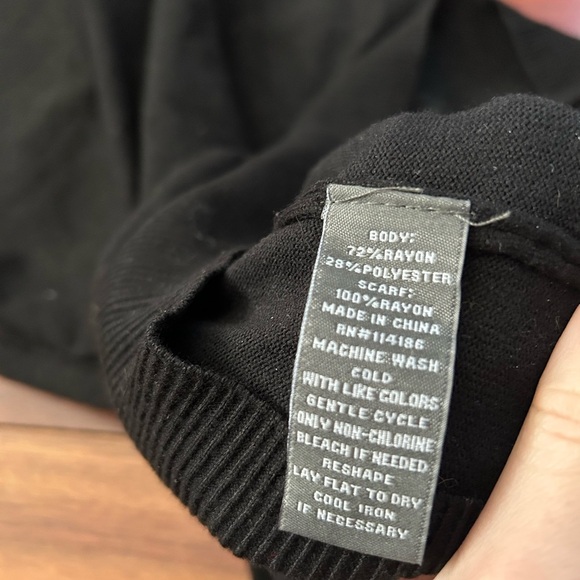 BODY:
72%RAYON
28%POLYESTER
SCARF:
100%RAYON
MADE IN CHINA
RN#114186
MACHINE WASH
COLD
WITH LIKE COLORS
GENTLE CYCLE
ONLY NON-CHLORINE
BLEACH IF NEEDED
RESHAPE
LAY FLAT TO DRY
COOL IRON
IF NECESSARY